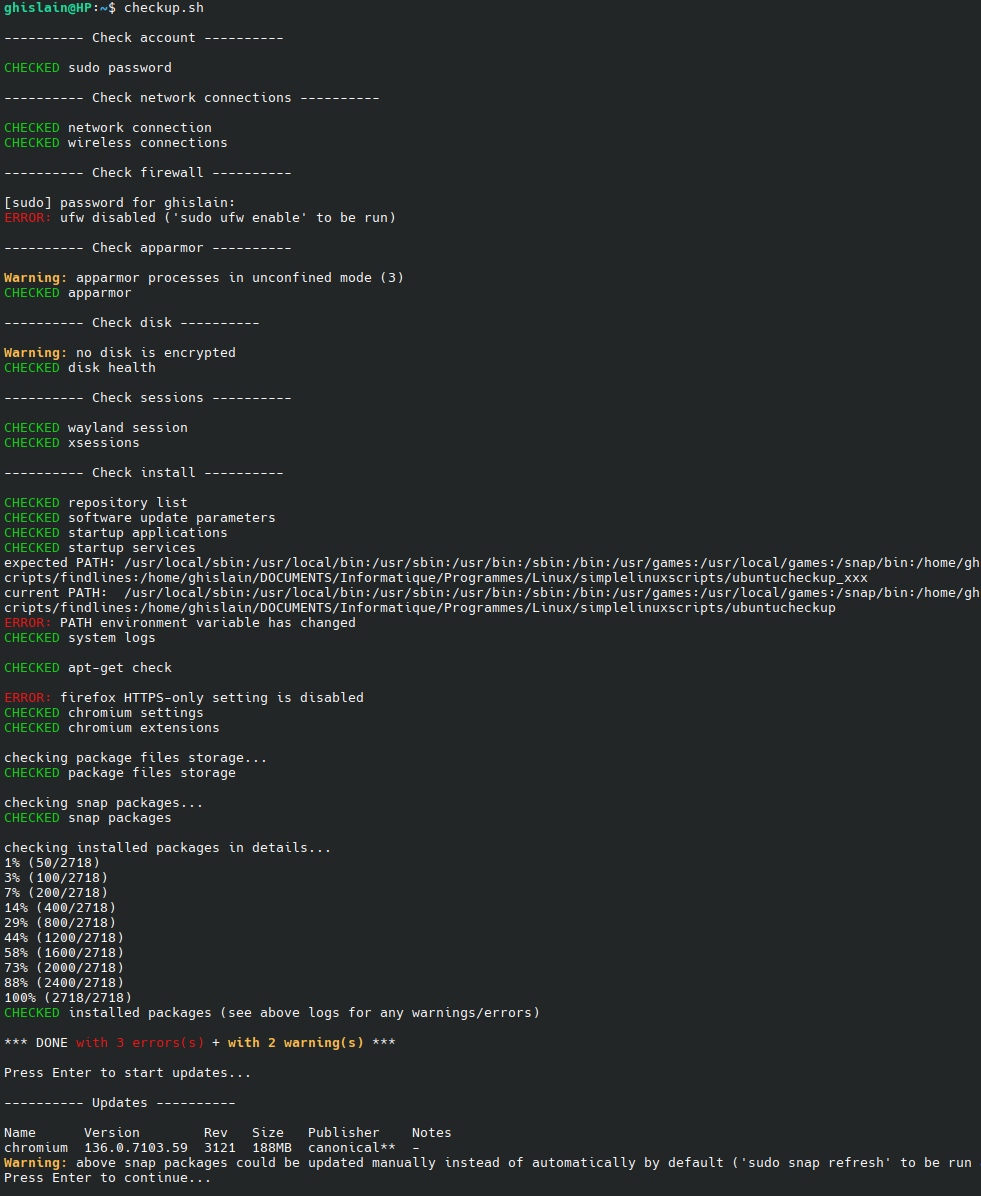 ghislain@HP:~$ checkup.sh
---------- Check account ----------
CHECKED sudo password
---------- Check network connections ----------
CHECKED network connection
CHECKED wireless connections
---------- Check firewall ----------
[sudo] password for ghislain:
ERROR: ufw disabled ('sudo ufw enable' to be run)
---------- Check apparmor ----------
Warning: apparmor processes in unconfined mode (3)
CHECKED apparmor
---------- Check disk ----------
Warning: no disk is encrypted
CHECKED disk health
---------- Check sessions ----------
CHECKED wayland session
CHECKED xsessions
---------- Check install ----------
CHECKED repository list
CHECKED software update parameters
CHECKED startup applications
CHECKED startup services
expected PATH: /usr/local/sbin:/usr/local/bin:/usr/sbin:/usr/bin:/sbin:/bin:/usr/games:/usr/local/games:/snap/bin:/home/gh
cripts/findlines:/home/ghislain/DOCUMENTS/Informatique/Programmes/Linux/simplelinuxscripts/ubuntucheckup_xxx
current PATH:  /usr/local/sbin:/usr/local/bin:/usr/sbin:/usr/bin:/sbin:/bin:/usr/games:/usr/local/games:/snap/bin:/home/gh
cripts/findlines:/home/ghislain/DOCUMENTS/Informatique/Programmes/Linux/simplelinuxscripts/ubuntucheckup
ERROR: PATH environment variable has changed
CHECKED system logs
CHECKED apt-get check
ERROR: firefox HTTPS-only setting is disabled
CHECKED chromium settings
CHECKED chromium extensions
checking package files storage...
CHECKED package files storage
checking snap packages...
CHECKED snap packages
checking installed packages in details...
1% (50/2718)
3% (100/2718)
7% (200/2718)
14% (400/2718)
29% (800/2718)
44% (1200/2718)
58% (1600/2718)
73% (2000/2718)
88% (2400/2718)
100% (2718/2718)
CHECKED installed packages (see above logs for any warnings/errors)
*** DONE with 3 errors(s) + with 2 warning(s) ***
Press Enter to start updates...
---------- Updates ----------
Name      Version         Rev   Size   Publisher    Notes
chromium  136.0.7103.59  3121  188MB  canonical**  -
Warning: above snap packages could be updated manually instead of automatically by default ('sudo snap refresh' to be run
Press Enter to continue...